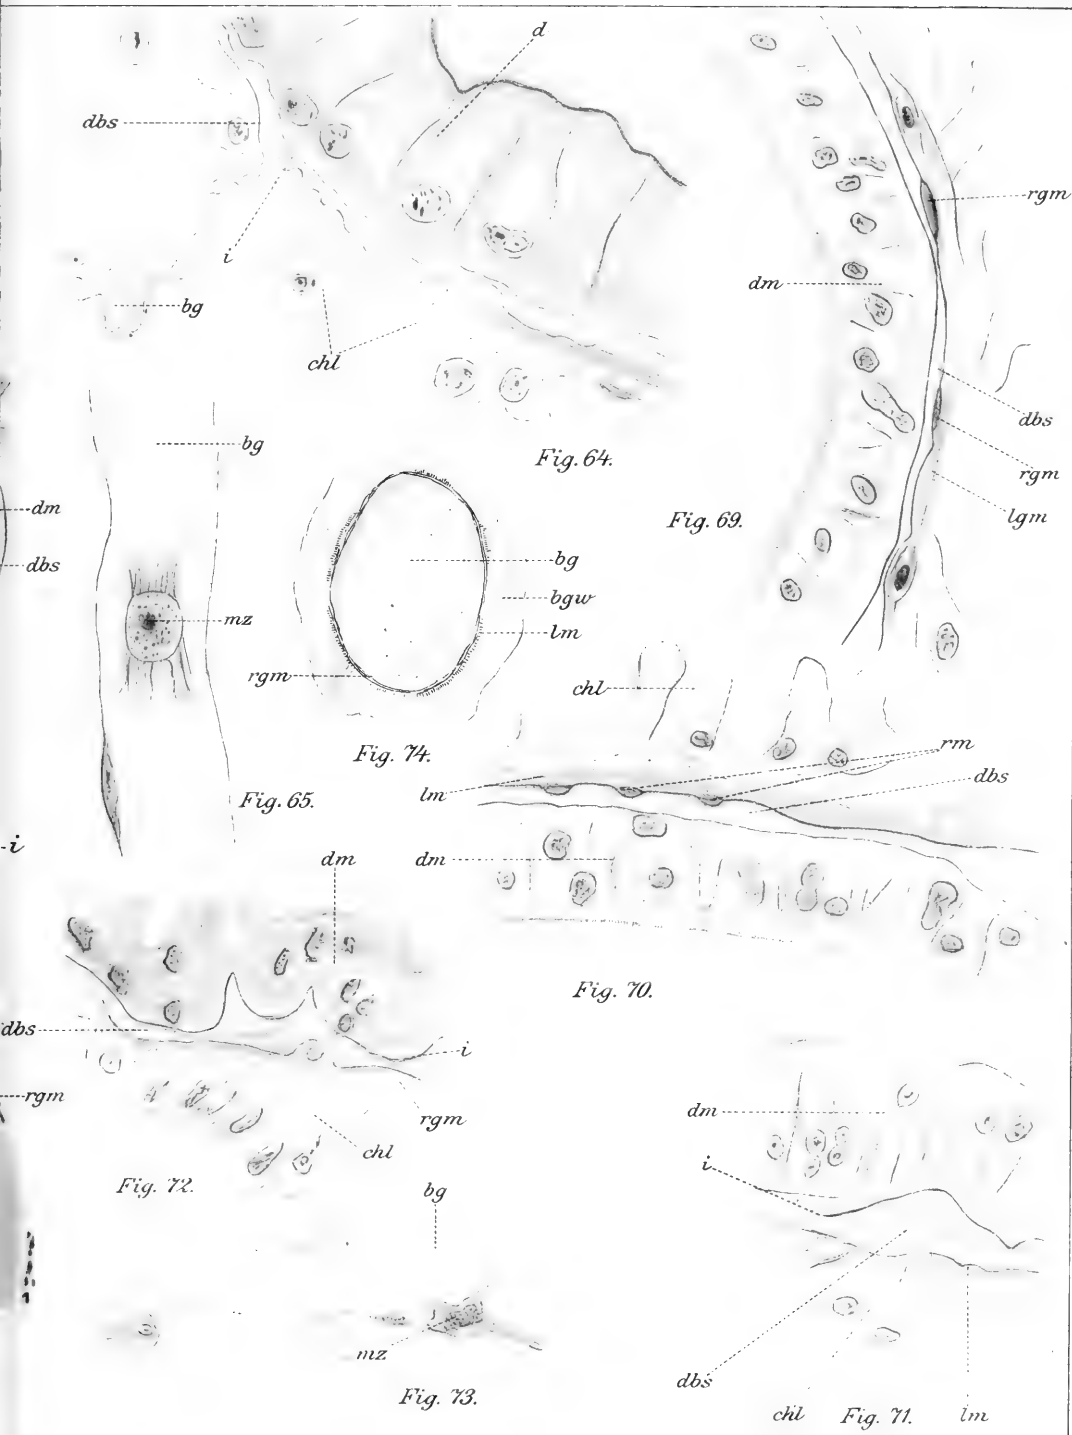 d
dbs
i
bg
chl
Fig. 64.
rgm
dm
dbs
rgm
lgm
Fig. 69.
bg
mz
Fig. 65.
dm
dbs
bg
bgw
lm
rgm
Fig. 74.
chl
rm
dbs
lm
dm
Fig. 70.
i
dm
dbs
i
rgm
rgm
chl
Fig. 72.
dm
i
dbs
chl Fig. 71. lm
bg
mz
Fig. 73.